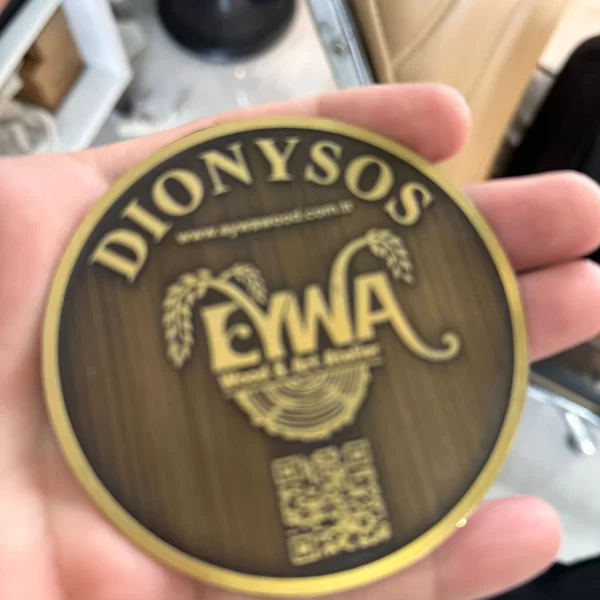 DIONYSOS
www.eywawood.com.tr
EYWA
Wood & Art Atelier